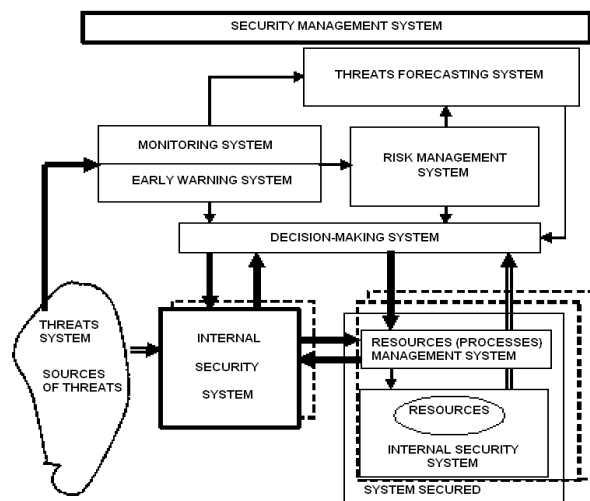 SECURITY MANAGEMENT SYSTEM
THREATS FORECASTING SYSTEM
MONITORING SYSTEM
EARLY WARNING SYSTEM
RISK MANAGEMENT
SYSTEM
DECISION-MAKING SYSTEM
THREATS
SYSTEM
SOURCES
OF THREATS
INTERNAL
SECURITY
SYSTEM
RESOURCES (PROCESSES)
MANAGEMENT SYSTEM
RESOURCES
INTERNAL SECURITY
SYSTEM
SYSTEM SECURED